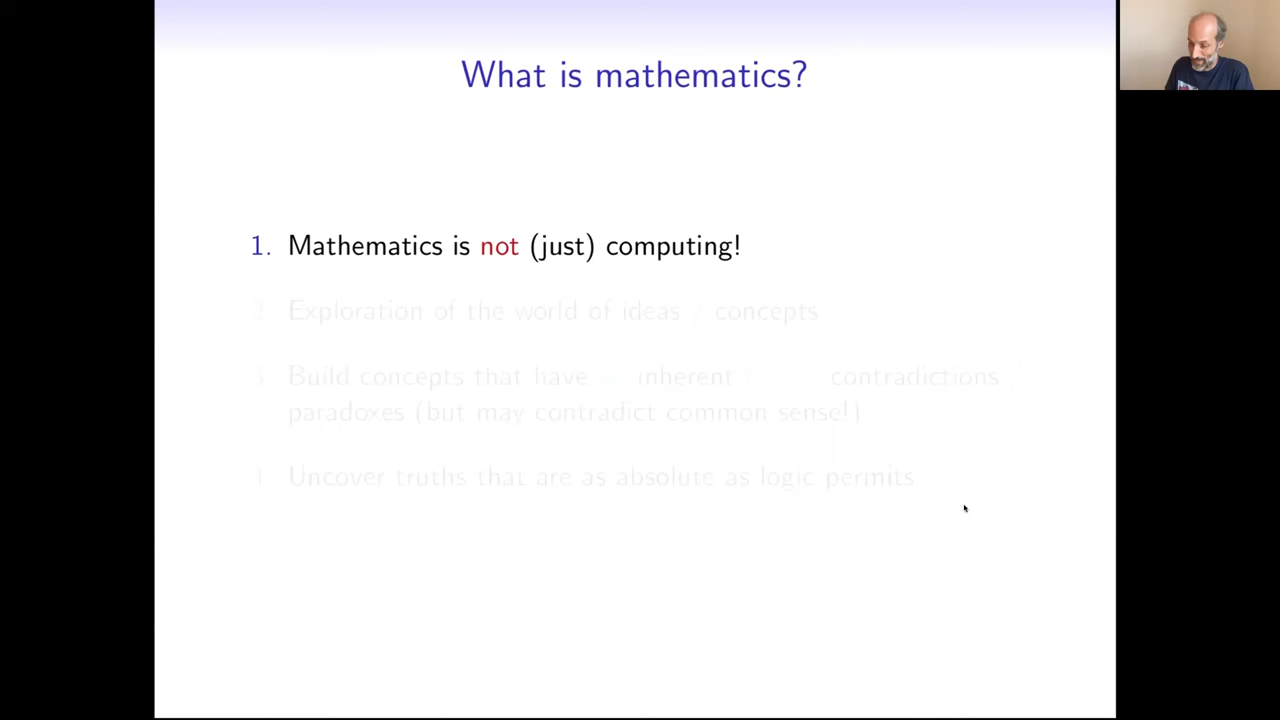 What is mathematics?
1. Mathematics is not (just) computing!
2 Exploration of the world of ideas / concepts
3 Build concepts that have inherent contradictions /
paradoxes (but may contradict common sense!)
4 Uncover truths that are as absolute as logic permits